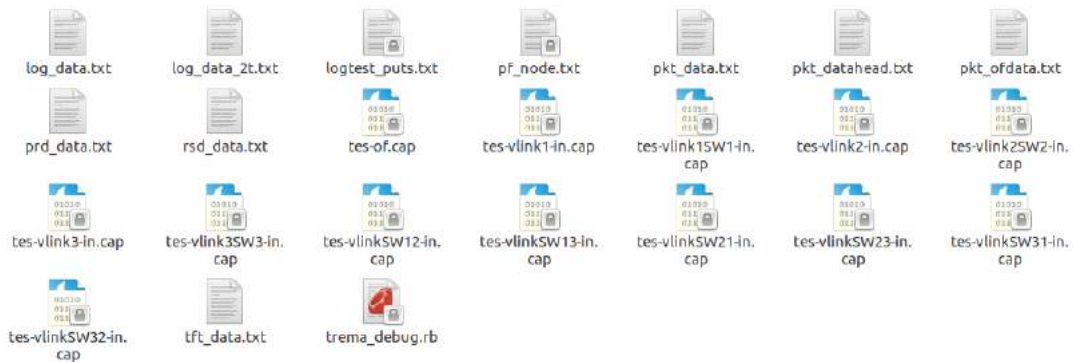 log_data.txt
log_data_2t.txt
logtest_puts.txt
pf_node.txt
pkt_data.txt
pkt_datahead.txt
pkt_ofdata.txt
prd_data.txt
rsd_data.txt
tes-of.cap
tes-vlink1-in.cap
tes-vlink1SW1-in.
cap
tes-vlink2-in.cap
tes-vlink2SW2-in.
cap
tes-vlink3-in.cap
tes-vlink3SW3-in.
cap
tes-vlinkSW12-in.
cap
tes-vlinkSW13-in.
cap
tes-vlinkSW21-in.
cap
tes-vlinkSW23-in.
cap
tes-vlinkSW31-in.
cap
tes-vlinkSW32-in.
cap
tft_data.txt
trema_debug.rb